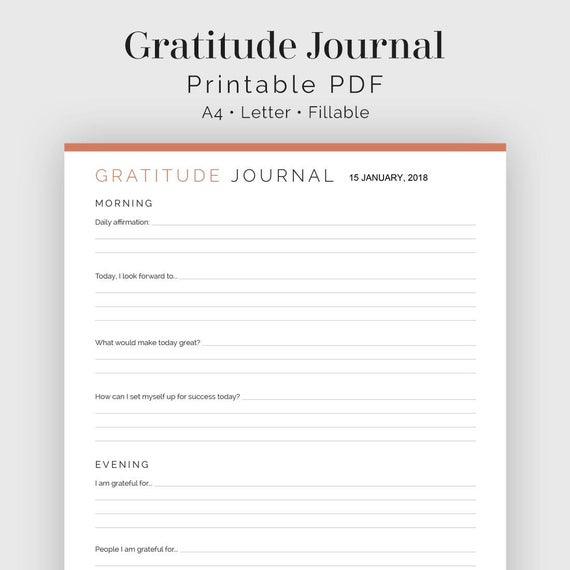 Gratitude Journal
Printable PDF
A4 • Letter • Fillable
GRATITUDE JOURNAL 15 JANUARY, 2018
MORNING
Daily affirmation:
Today, I look forward to...
What would make today great?
How can I set myself up for success today?
EVENING
I am grateful for...
People I am grateful for...